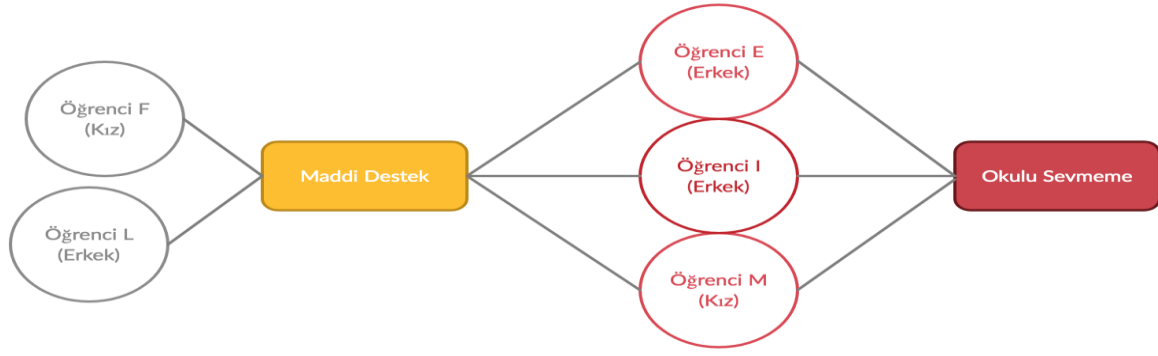 Öğrenci F
(Kız)
Öğrenci L
(Erkek)
Maddi Destek
Öğrenci E
(Erkek)
Öğrenci I
(Erkek)
Öğrenci M
(Kız)
Okulu Sevmeme